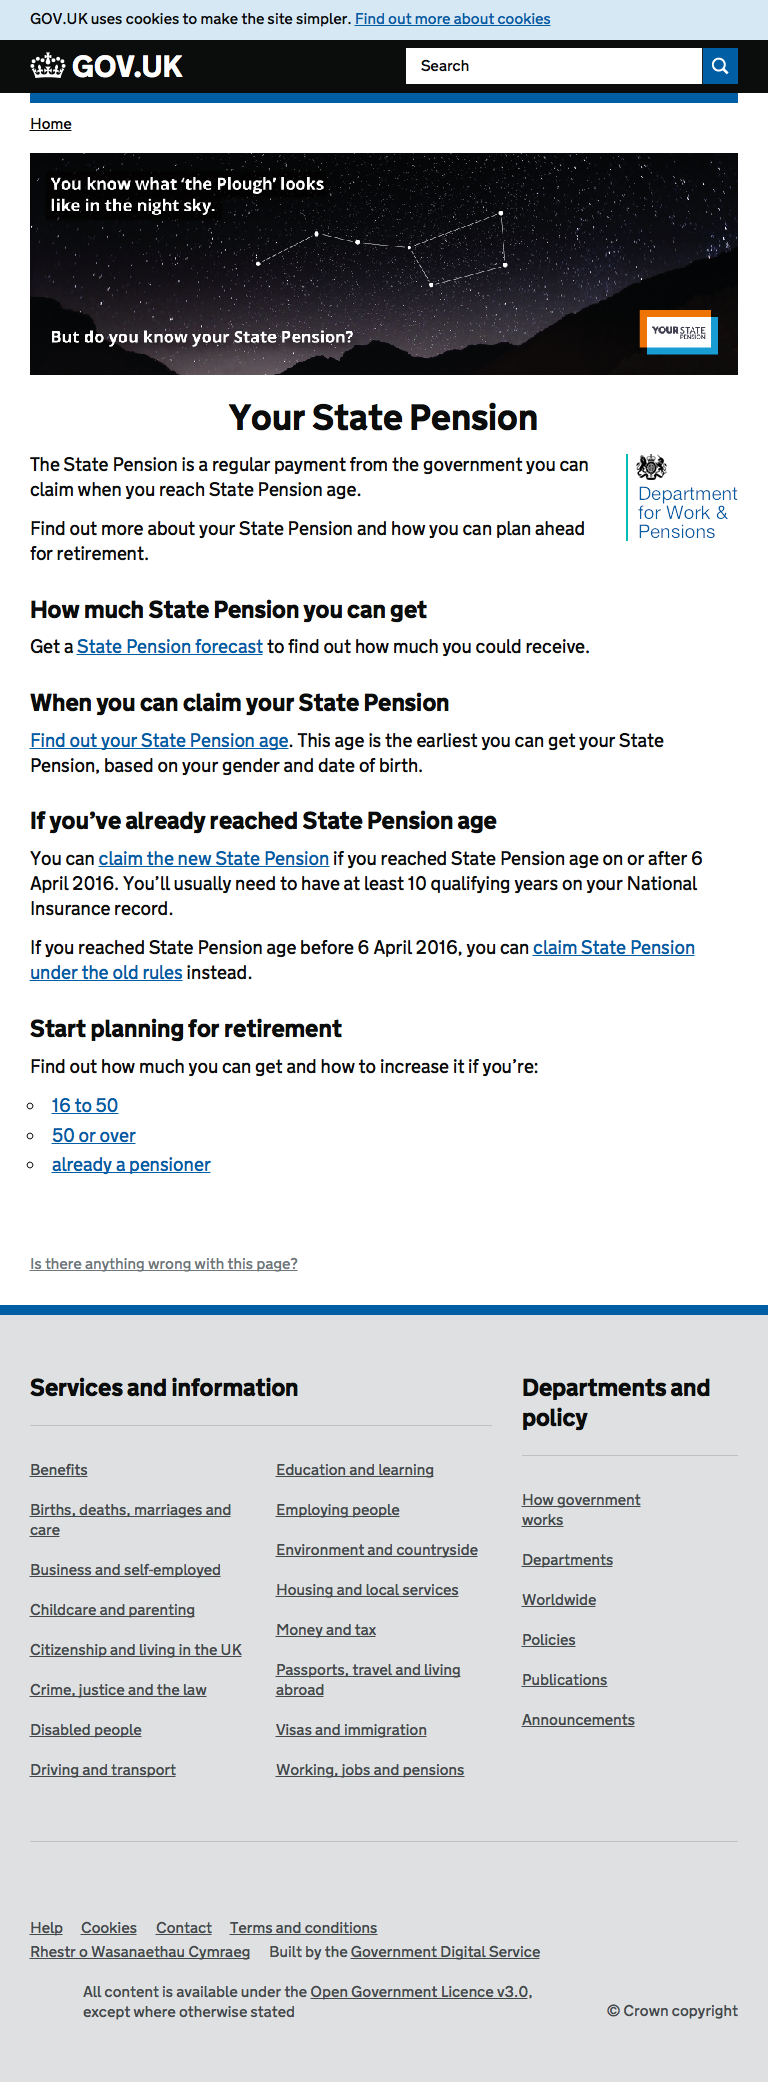 GOV.UK uses cookies to make the site simpler. Find out more about cookies
GOV.UK
Search
Home
You know what ‘the Plough’ looks
like in the night sky.
But do you know your State Pension?
YOUR STATE
PENSION
Your State Pension
The State Pension is a regular payment from the government you can
claim when you reach State Pension age.
Find out more about your State Pension and how you can plan ahead
for retirement.
Department
for Work &
Pensions
How much State Pension you can get
Get a State Pension forecast to find out how much you could receive.
When you can claim your State Pension
Find out your State Pension age. This age is the earliest you can get your State
Pension, based on your gender and date of birth.
If you’ve already reached State Pension age
You can claim the new State Pension if you reached State Pension age on or after 6
April 2016. You’ll usually need to have at least 10 qualifying years on your National
Insurance record.
If you reached State Pension age before 6 April 2016, you can claim State Pension
under the old rules instead.
Start planning for retirement
Find out how much you can get and how to increase it if you’re:
16 to 50
50 or over
already a pensioner
Is there anything wrong with this page?
Services and information
Benefits
Births, deaths, marriages and
care
Business and self-employed
Childcare and parenting
Citizenship and living in the UK
Crime, justice and the law
Disabled people
Driving and transport
Education and learning
Employing people
Environment and countryside
Housing and local services
Money and tax
Passports, travel and living
abroad
Visas and immigration
Working, jobs and pensions
Departments and
policy
How government
works
Departments
Worldwide
Policies
Publications
Announcements
Help Cookies Contact Terms and conditions
Rhestr o Wasanaethau Cymraeg Built by the Government Digital Service
All content is available under the Open Government Licence v3.0,
except where otherwise stated
© Crown copyright